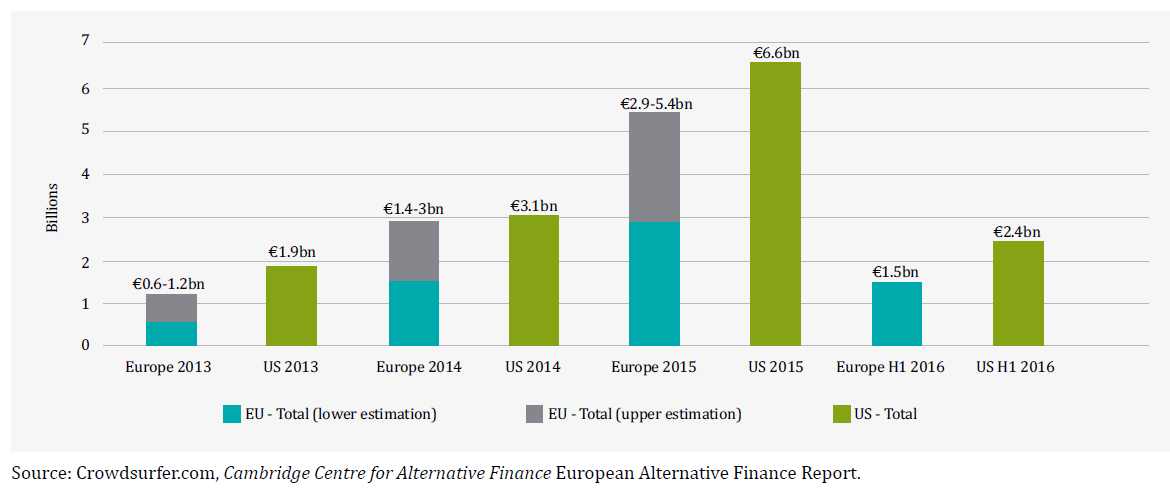 7
6
5
4
3
2
1
0
Billions
€0.6-1.2bn
€1.9bn
€1.4-3bn
€3.1bn
€2.9-5.4bn
€6.6bn
€1.5bn
€2.4bn
Europe 2013
US 2013
Europe 2014
US 2014
Europe 2015
US 2015
Europe H1 2016
US H1 2016
EU - Total (lower estimation)
EU - Total (upper estimation)
US - Total
Source: Crowdsurfer.com, Cambridge Centre for Alternative Finance European Alternative Finance Report.